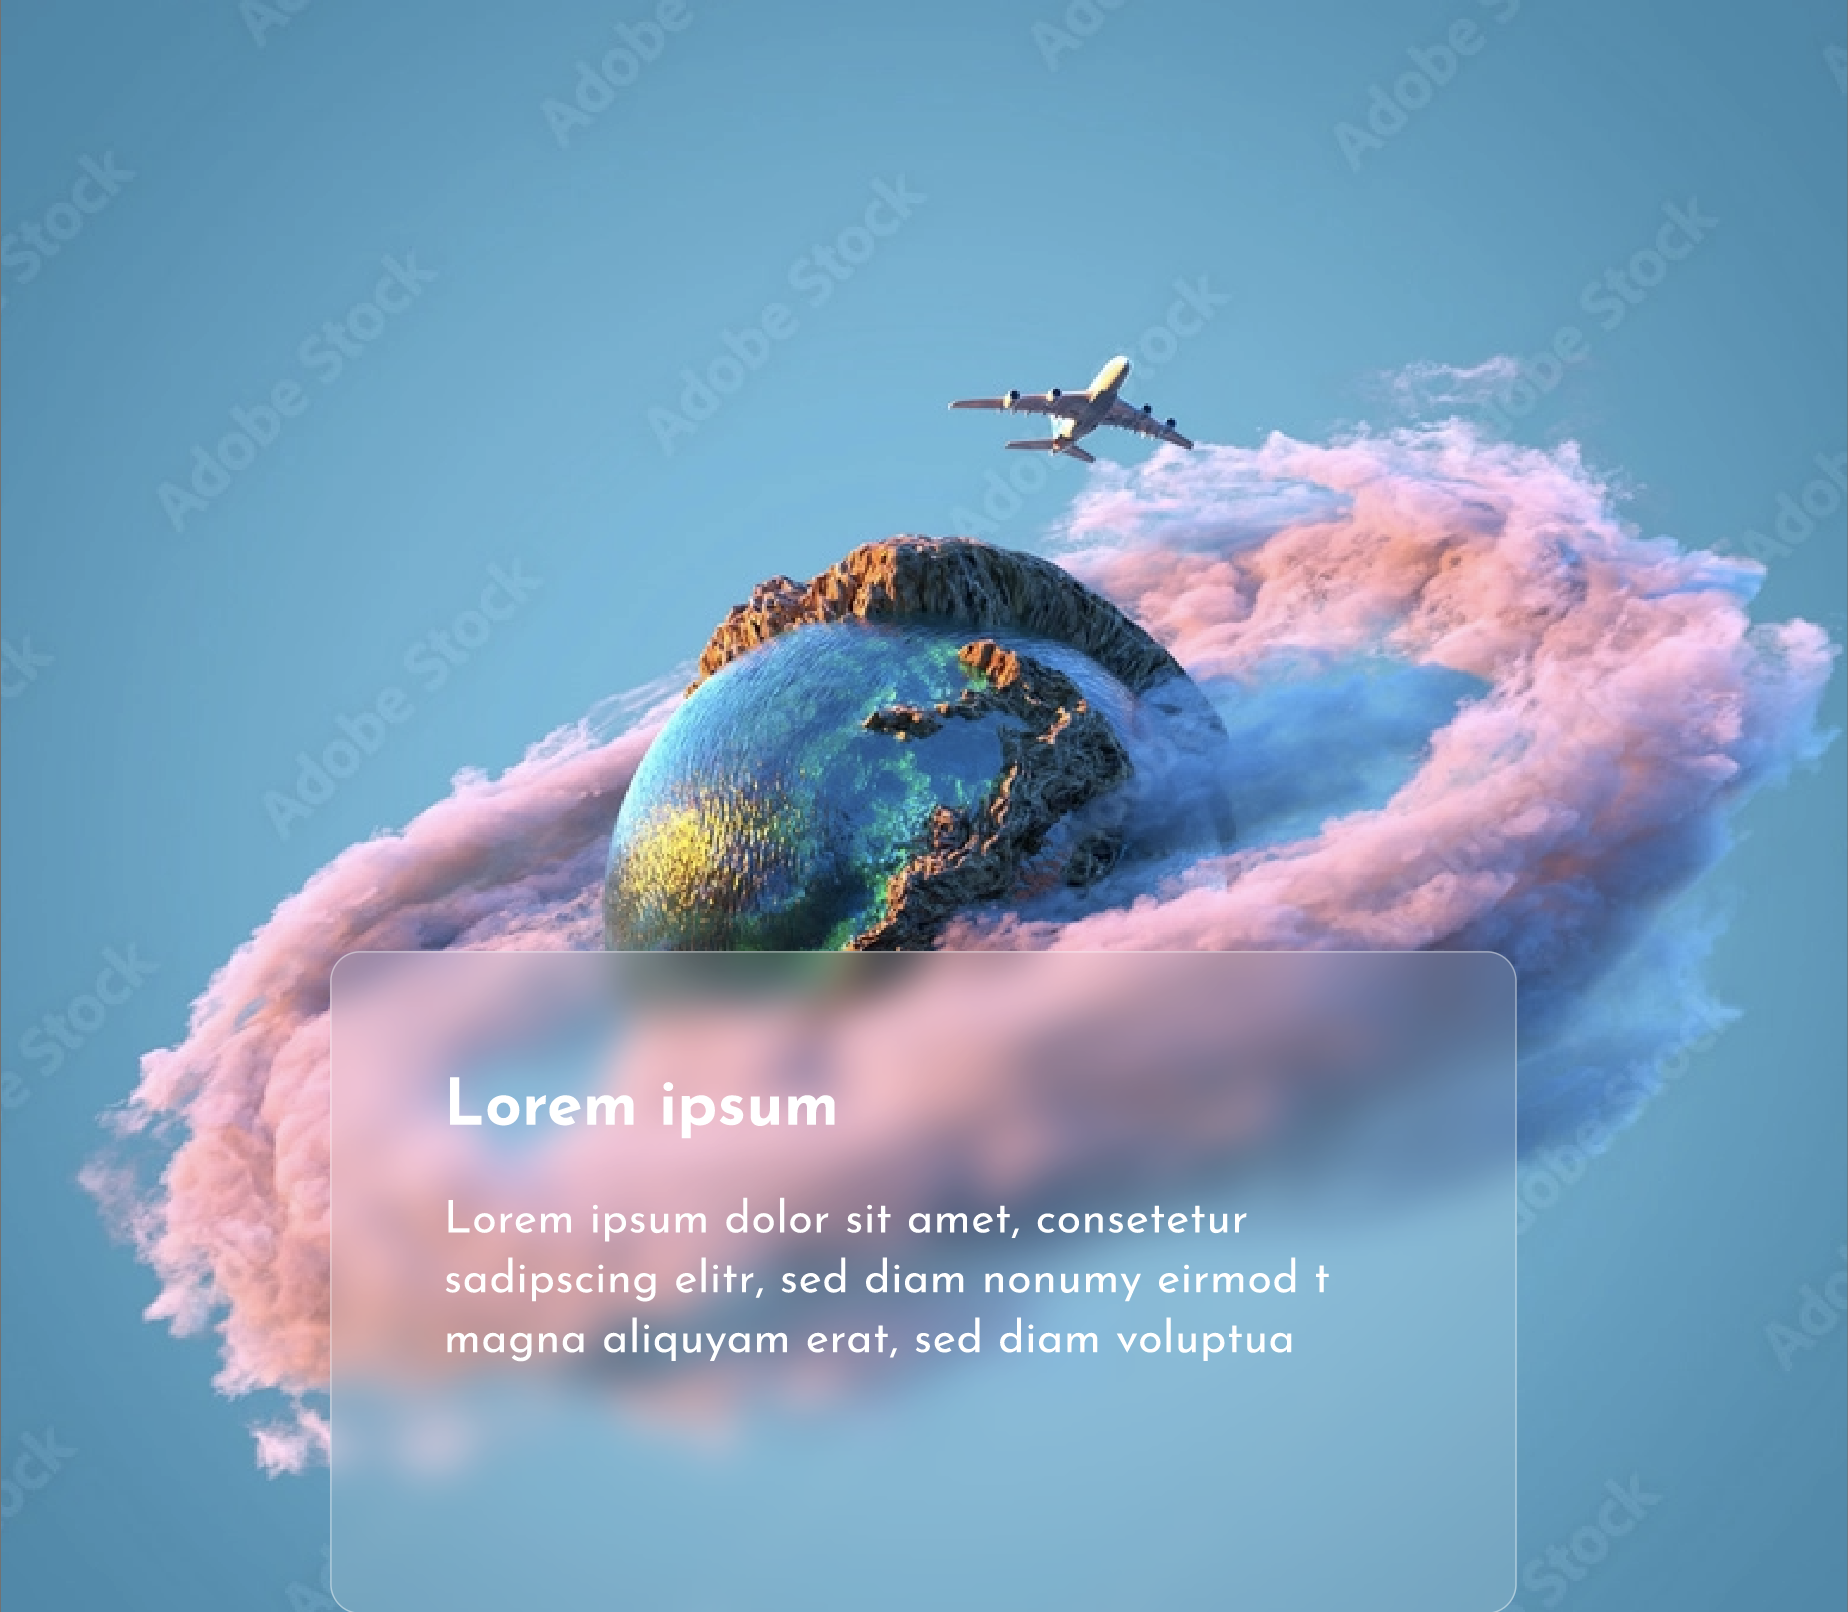 Adobe Stock
Lorem ipsum
Lorem ipsum dolor sit amet, consetetur
sadipscing elitr, sed diam nonumy eirmod t
magna aliquyam erat, sed diam voluptua